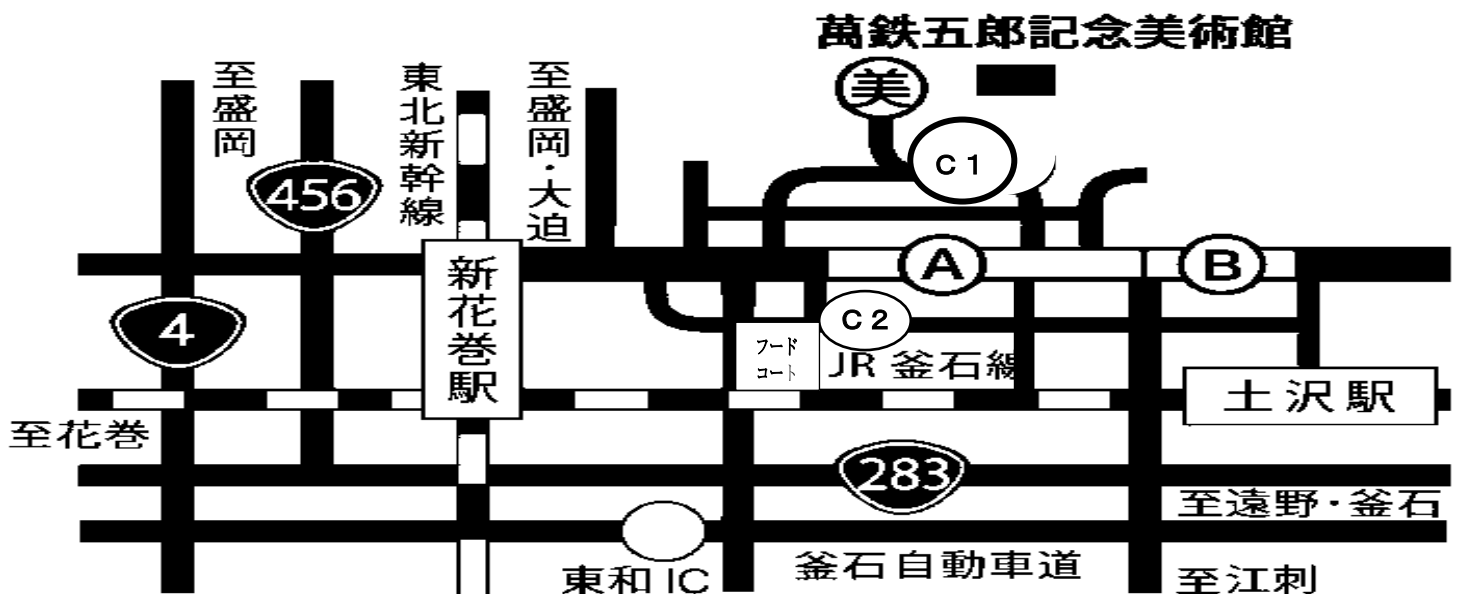 萬鉄五郎記念美術館
至盛岡
東北新幹線
至盛岡・大迫
美
456
C1
新花巻駅
A
B
4
C2
フード
コート
JR 釜石線
土沢駅
至花巻
283
至遠野・釜石
東和 IC
釜石自動車道
至江刺